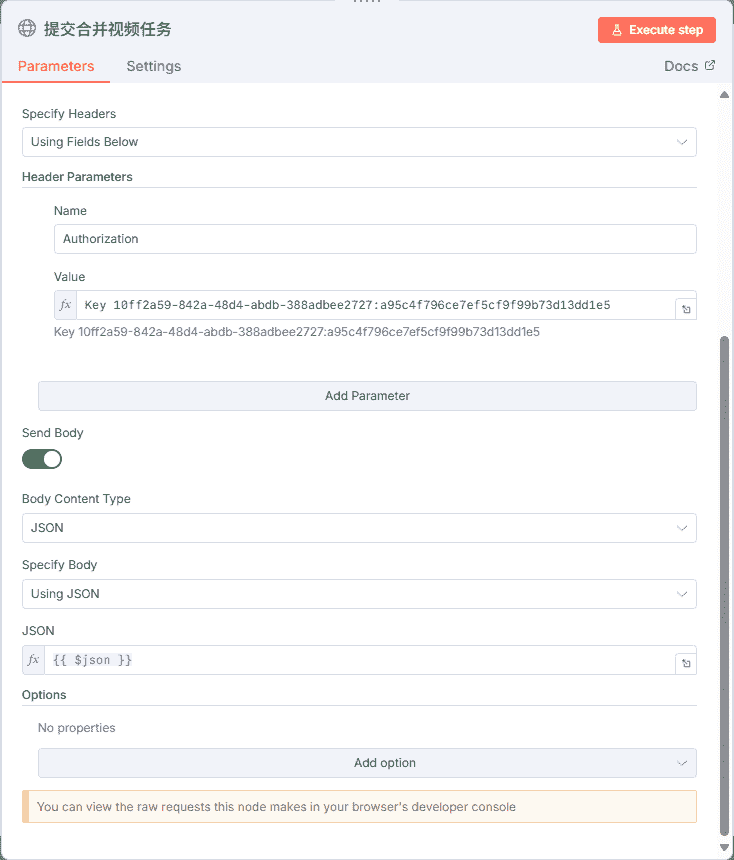 提交合并视频任务
Execute step
Parameters
Settings
Docs
Specify Headers
Using Fields Below
Header Parameters
Name
Authorization
Value
fx Key 10ff2a59-842a-48d4-abdb-388adbee2727:a95c4f796ce7ef5cf9f99b73d13dd1e5
Key 10ff2a59-842a-48d4-abdb-388adbee2727:a95c4f796ce7ef5cf9f99b73d13dd1e5
Add Parameter
Send Body
Body Content Type
JSON
Specify Body
Using JSON
JSON
fx {{ $json }}
Options
No properties
Add option
You can view the raw requests this node makes in your browser's developer console